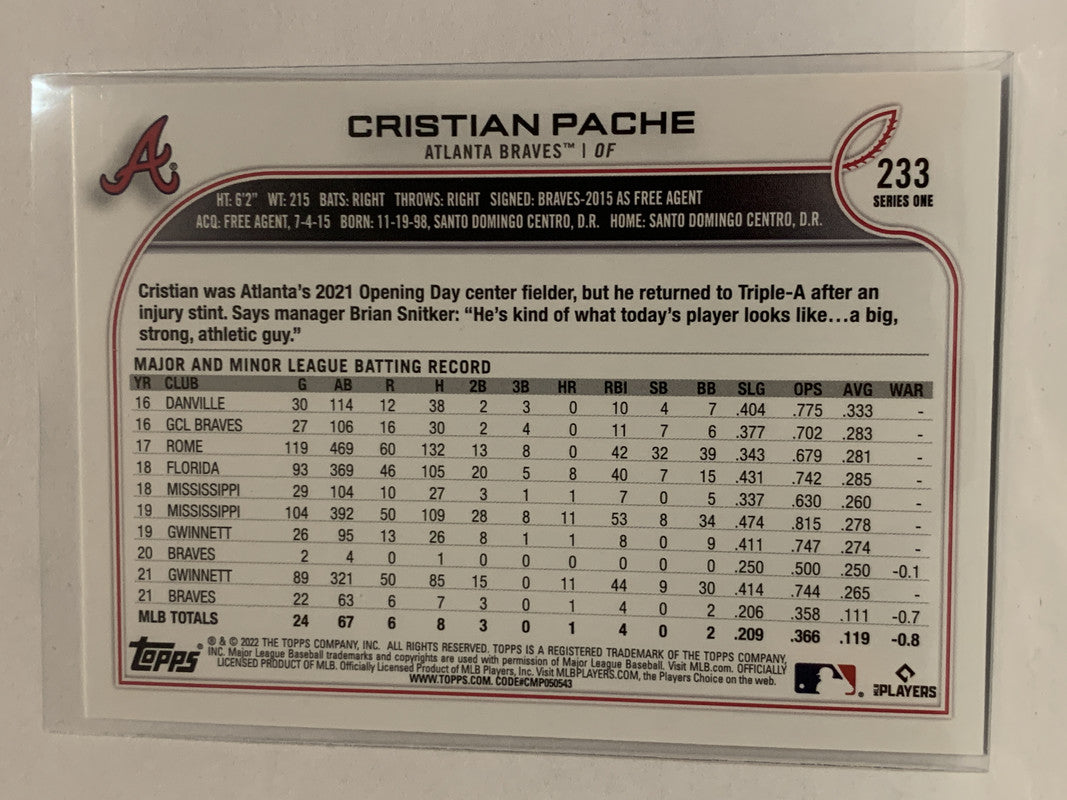 CRISTIAN PACHE
ATLANTA BRAVES™ | OF
A®
233
SERIES ONE
HT: 6'2" WT: 215 BATS: RIGHT THROWS: RIGHT SIGNED: BRAVES-2015 AS FREE AGENT
ACQ: FREE AGENT, 7-4-15 BORN: 11-19-98, SANTO DOMINGO CENTRO, D.R. HOME: SANTO DOMINGO CENTRO, D.R.
Cristian was Atlanta's 2021 Opening Day center fielder, but he returned to Triple-A after an
injury stint. Says manager Brian Snitker: “He's kind of what today's player looks like...a big,
strong, athletic guy.”
MAJOR AND MINOR LEAGUE BATTING RECORD
YR CLUB G AB R H 2B 3B HR RBI SB BB SLG OPS AVG WAR
16 DANVILLE 30 114 12 38 2 3 0 10 4 7 .404 .775 .333 -
16 GCL BRAVES 27 106 16 30 2 4 0 11 7 6 .377 .702 .283 -
17 ROME 119 469 60 132 13 8 0 42 32 39 .343 .679 .281 -
18 FLORIDA 93 369 46 105 20 5 8 40 7 15 .431 .742 .285 -
18 MISSISSIPPI 29 104 10 27 3 1 1 7 0 5 .337 .630 .260 -
19 MISSISSIPPI 104 392 50 109 28 8 11 53 8 34 .474 .815 .278 -
19 GWINNETT 26 95 13 26 8 1 1 8 0 9 .411 .747 .274 -
20 BRAVES 2 4 0 1 0 0 0 0 0 0 .250 .500 .250 -0.1
21 GWINNETT 89 321 50 85 15 0 11 44 9 30 .414 .744 .265 -
21 BRAVES 22 63 6 7 3 0 1 4 0 2 .206 .358 .111 -0.7
MLB TOTALS 24 67 6 8 3 0 1 4 0 2 .209 .366 .119 -0.8
topps®
® & © 2022 THE TOPPS COMPANY, INC. ALL RIGHTS RESERVED. TOPPS IS A REGISTERED TRADEMARK OF THE TOPPS COMPANY,
INC. Major League Baseball trademarks and copyrights are used with permission of Major League Baseball. Visit MLB.com. OFFICIALLY
LICENSED PRODUCT OF MLB. Officially Licensed Product of MLB Players, Inc. Visit MLBPLAYERS.COM, the Players Choice on the web.
WWW.TOPPS.COM. CODE#CMP050543
MLB PLAYERS